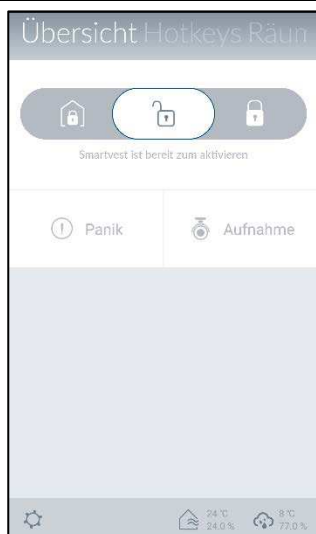 Übersicht Hotkeys Räun
Smartvest ist bereit zum aktivieren
Panik
Aufnahme
24 °C
24.0 %
8 °C
77.0 %